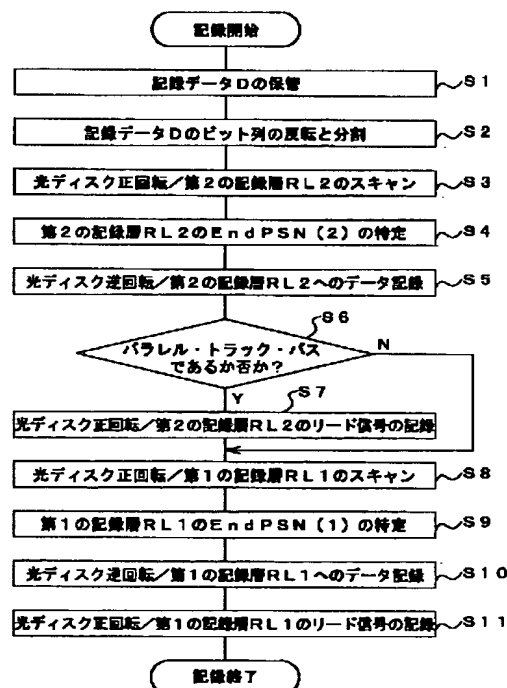 記録開始
記録データDの保管
S1
記録データDのビット列の反転と分割
S2
光ディスク正回転/第2の記録層RL2のスキャン
S3
第2の記録層RL2のEndPSN(2)の特定
S4
光ディスク逆回転/第2の記録層RL2へのデータ記録
S5
S6
パラレル・トラック・パス
であるか否か?
N
Y
S7
光ディスク正回転/第2の記録層RL2のリード信号の記録
光ディスク正回転/第1の記録層RL1のスキャン
S8
第1の記録層RL1のEndPSN(1)の特定
S9
光ディスク逆回転/第1の記録層RL1へのデータ記録
S10
光ディスク正回転/第1の記録層RL1のリード信号の記録
S11
記録終了